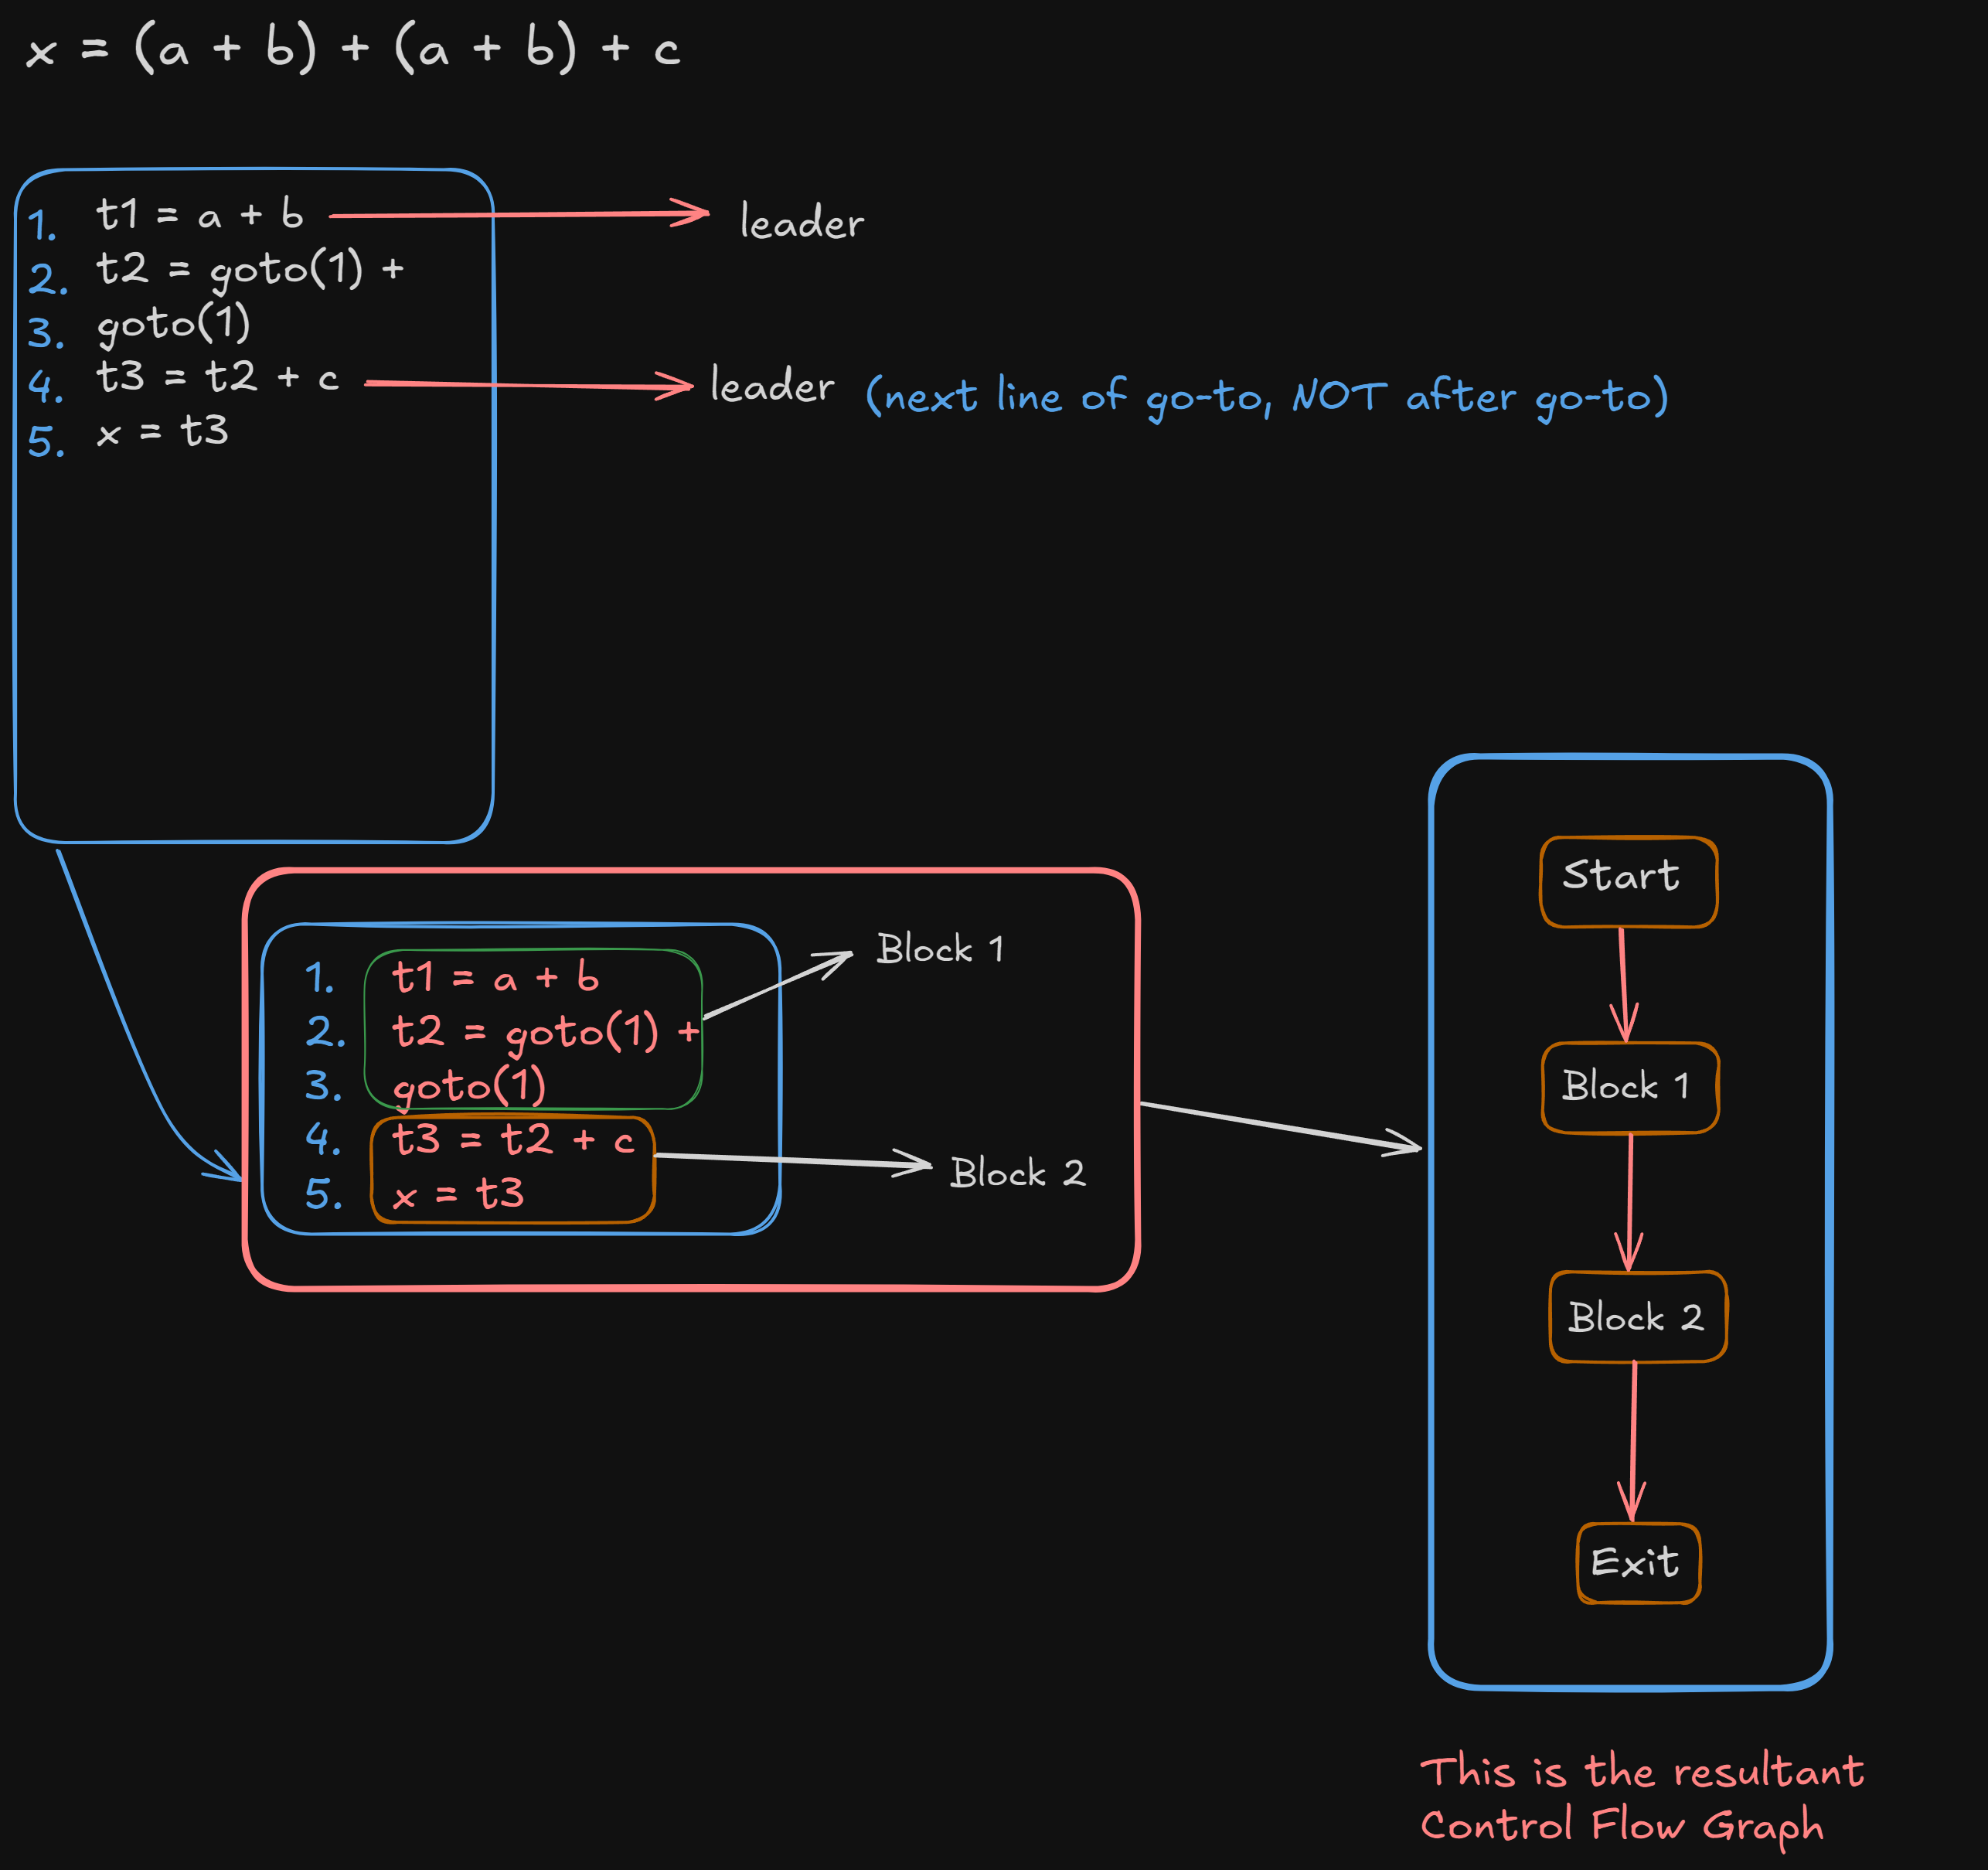 x = (a + b) + (a + b) + c
1. t1 = a + b
leader
2. t2 = goto(1) +
3. goto(1)
4. t3 = t2 + c
leader (next line of go-to, NOT after go-to)
5. x = t3
1. t1 = a + b
2. t2 = goto(1) +
3. goto(1)
4. t3 = t2 + c
5. x = t3
Block 1
Block 2
Start
Block 1
Block 2
Exit
This is the resultant
Control Flow Graph